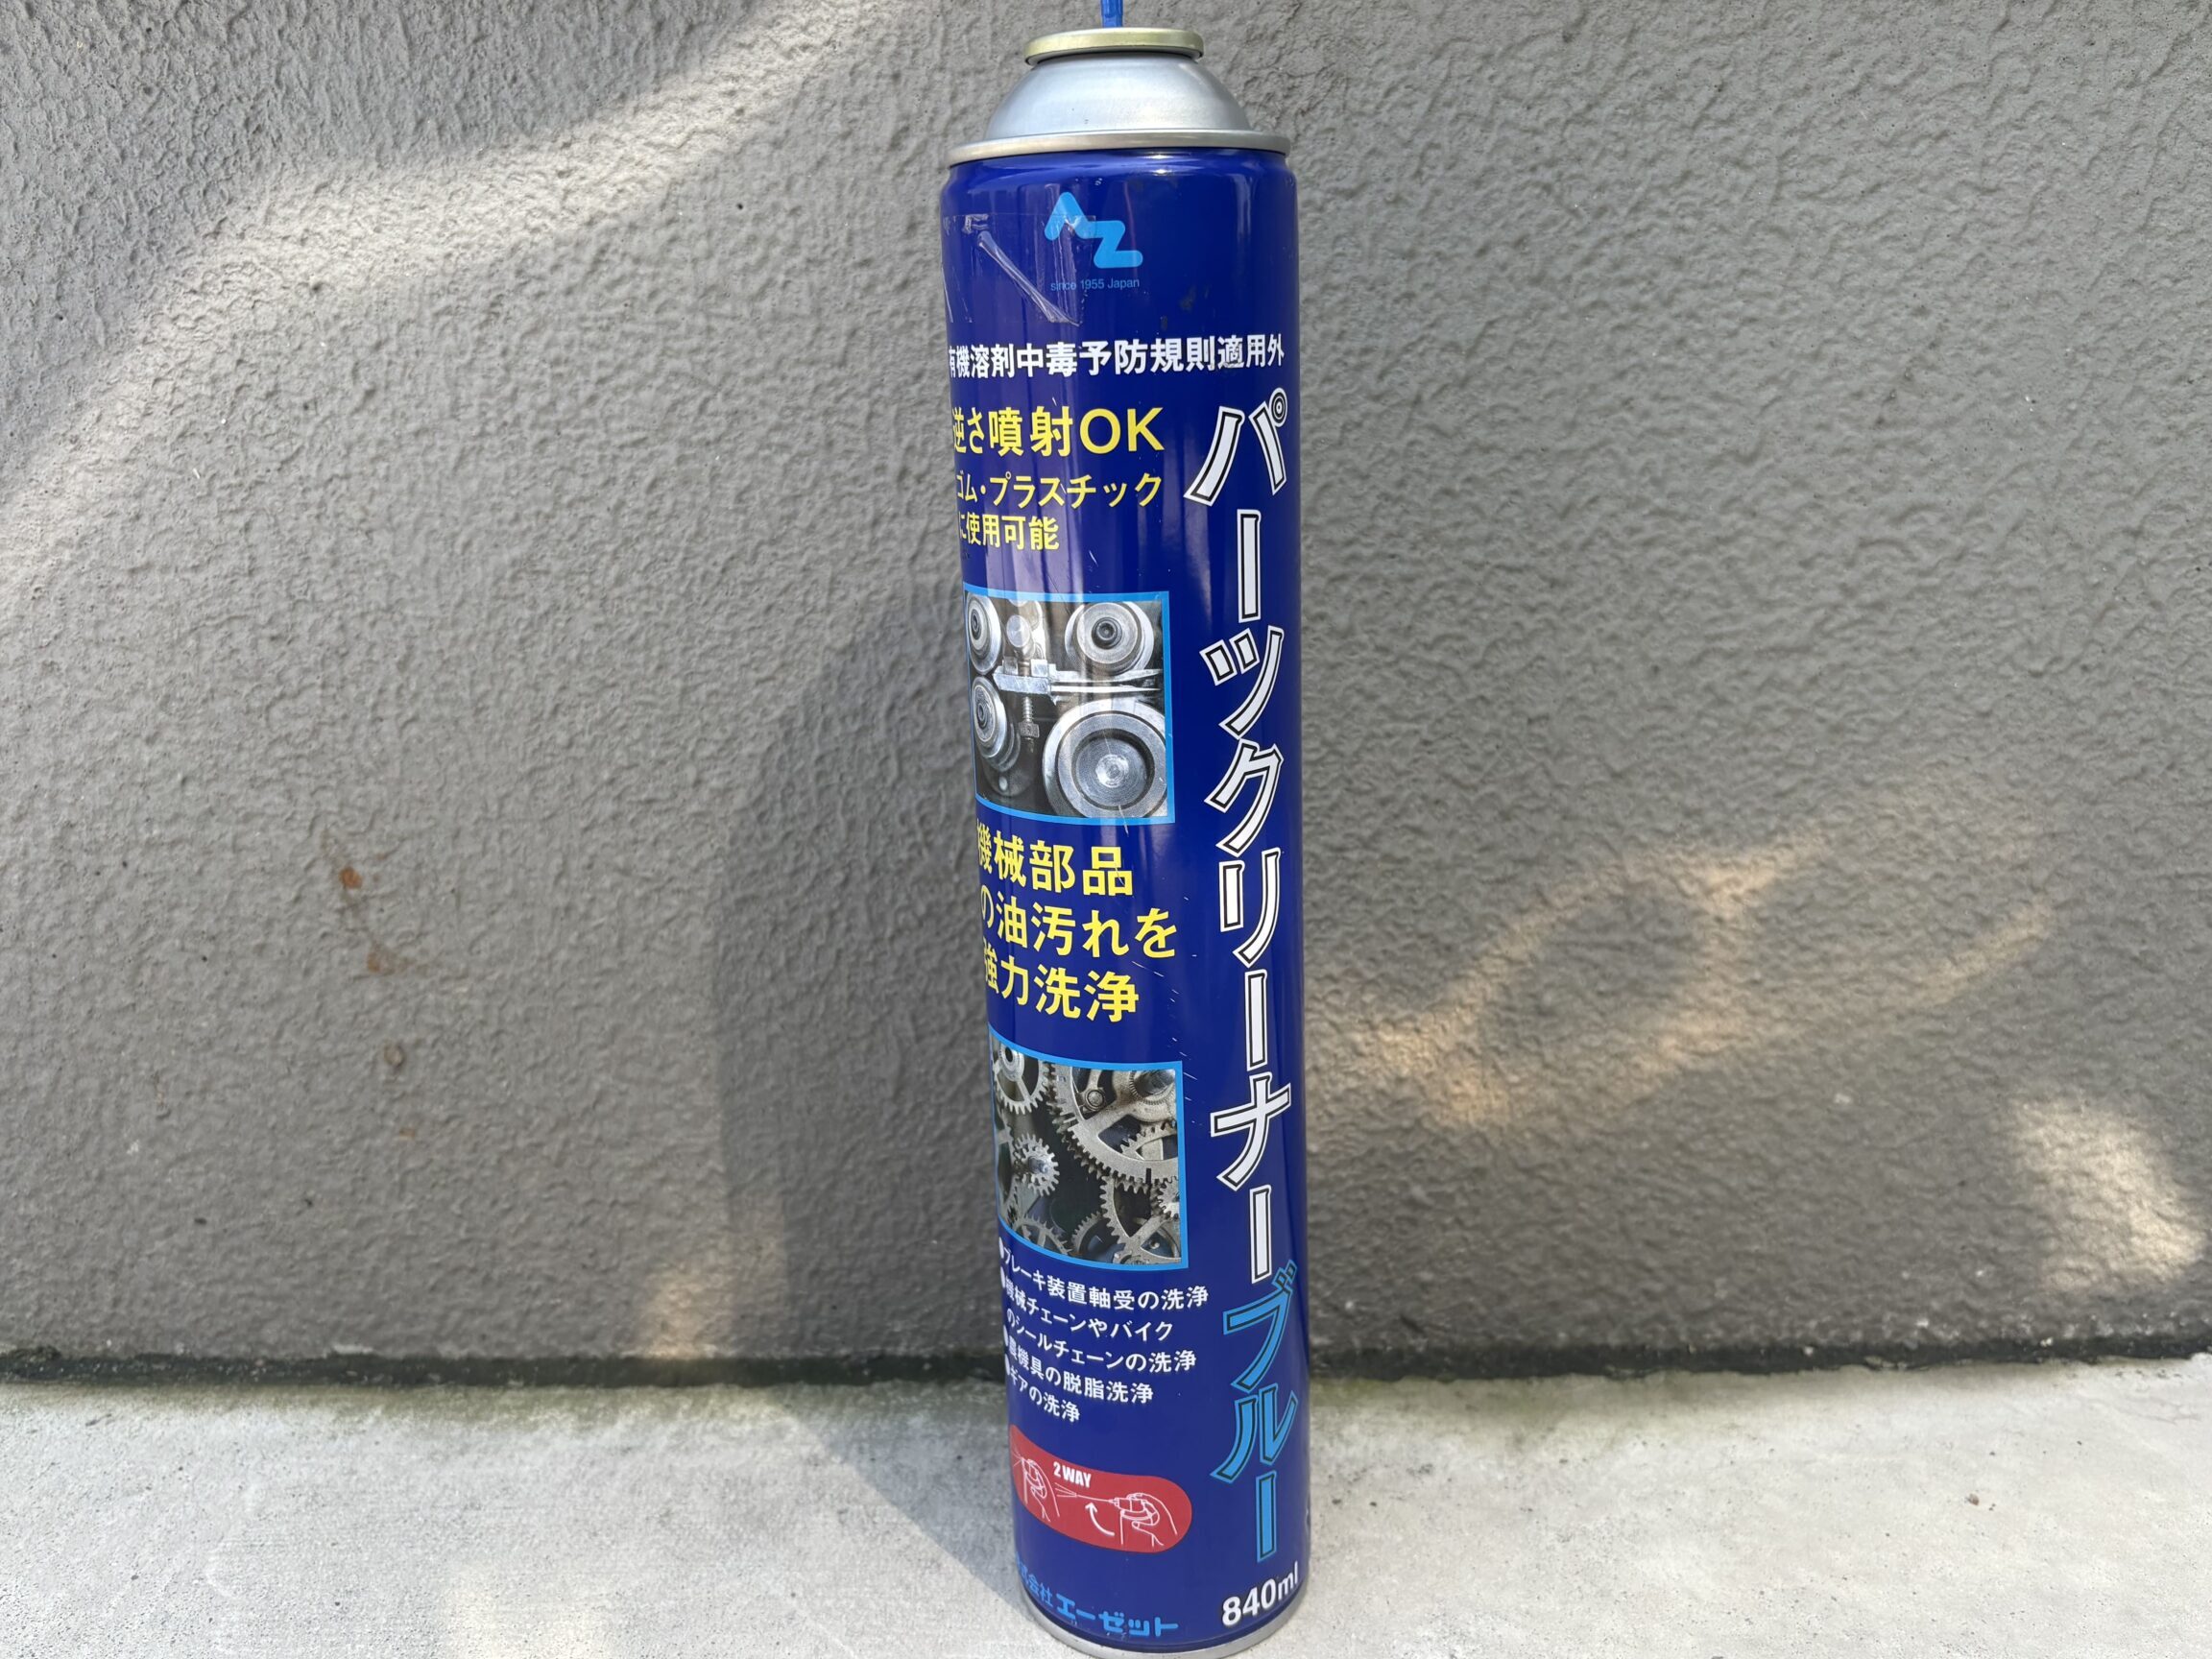 AZ
since 1955 Japan
有機溶剤中毒予防規則適用外
逆さ噴射OK
ゴム・プラスチック
に使用可能
機械部品
の油汚れを
強力洗浄
●ブレーキ装置軸受の洗浄
●機械チェーンやバイク
のシールチェーンの洗浄
●農機具の脱脂洗浄
●ギアの洗浄
2WAY
会社エーゼット
パーツクリーナーブルー
840ml